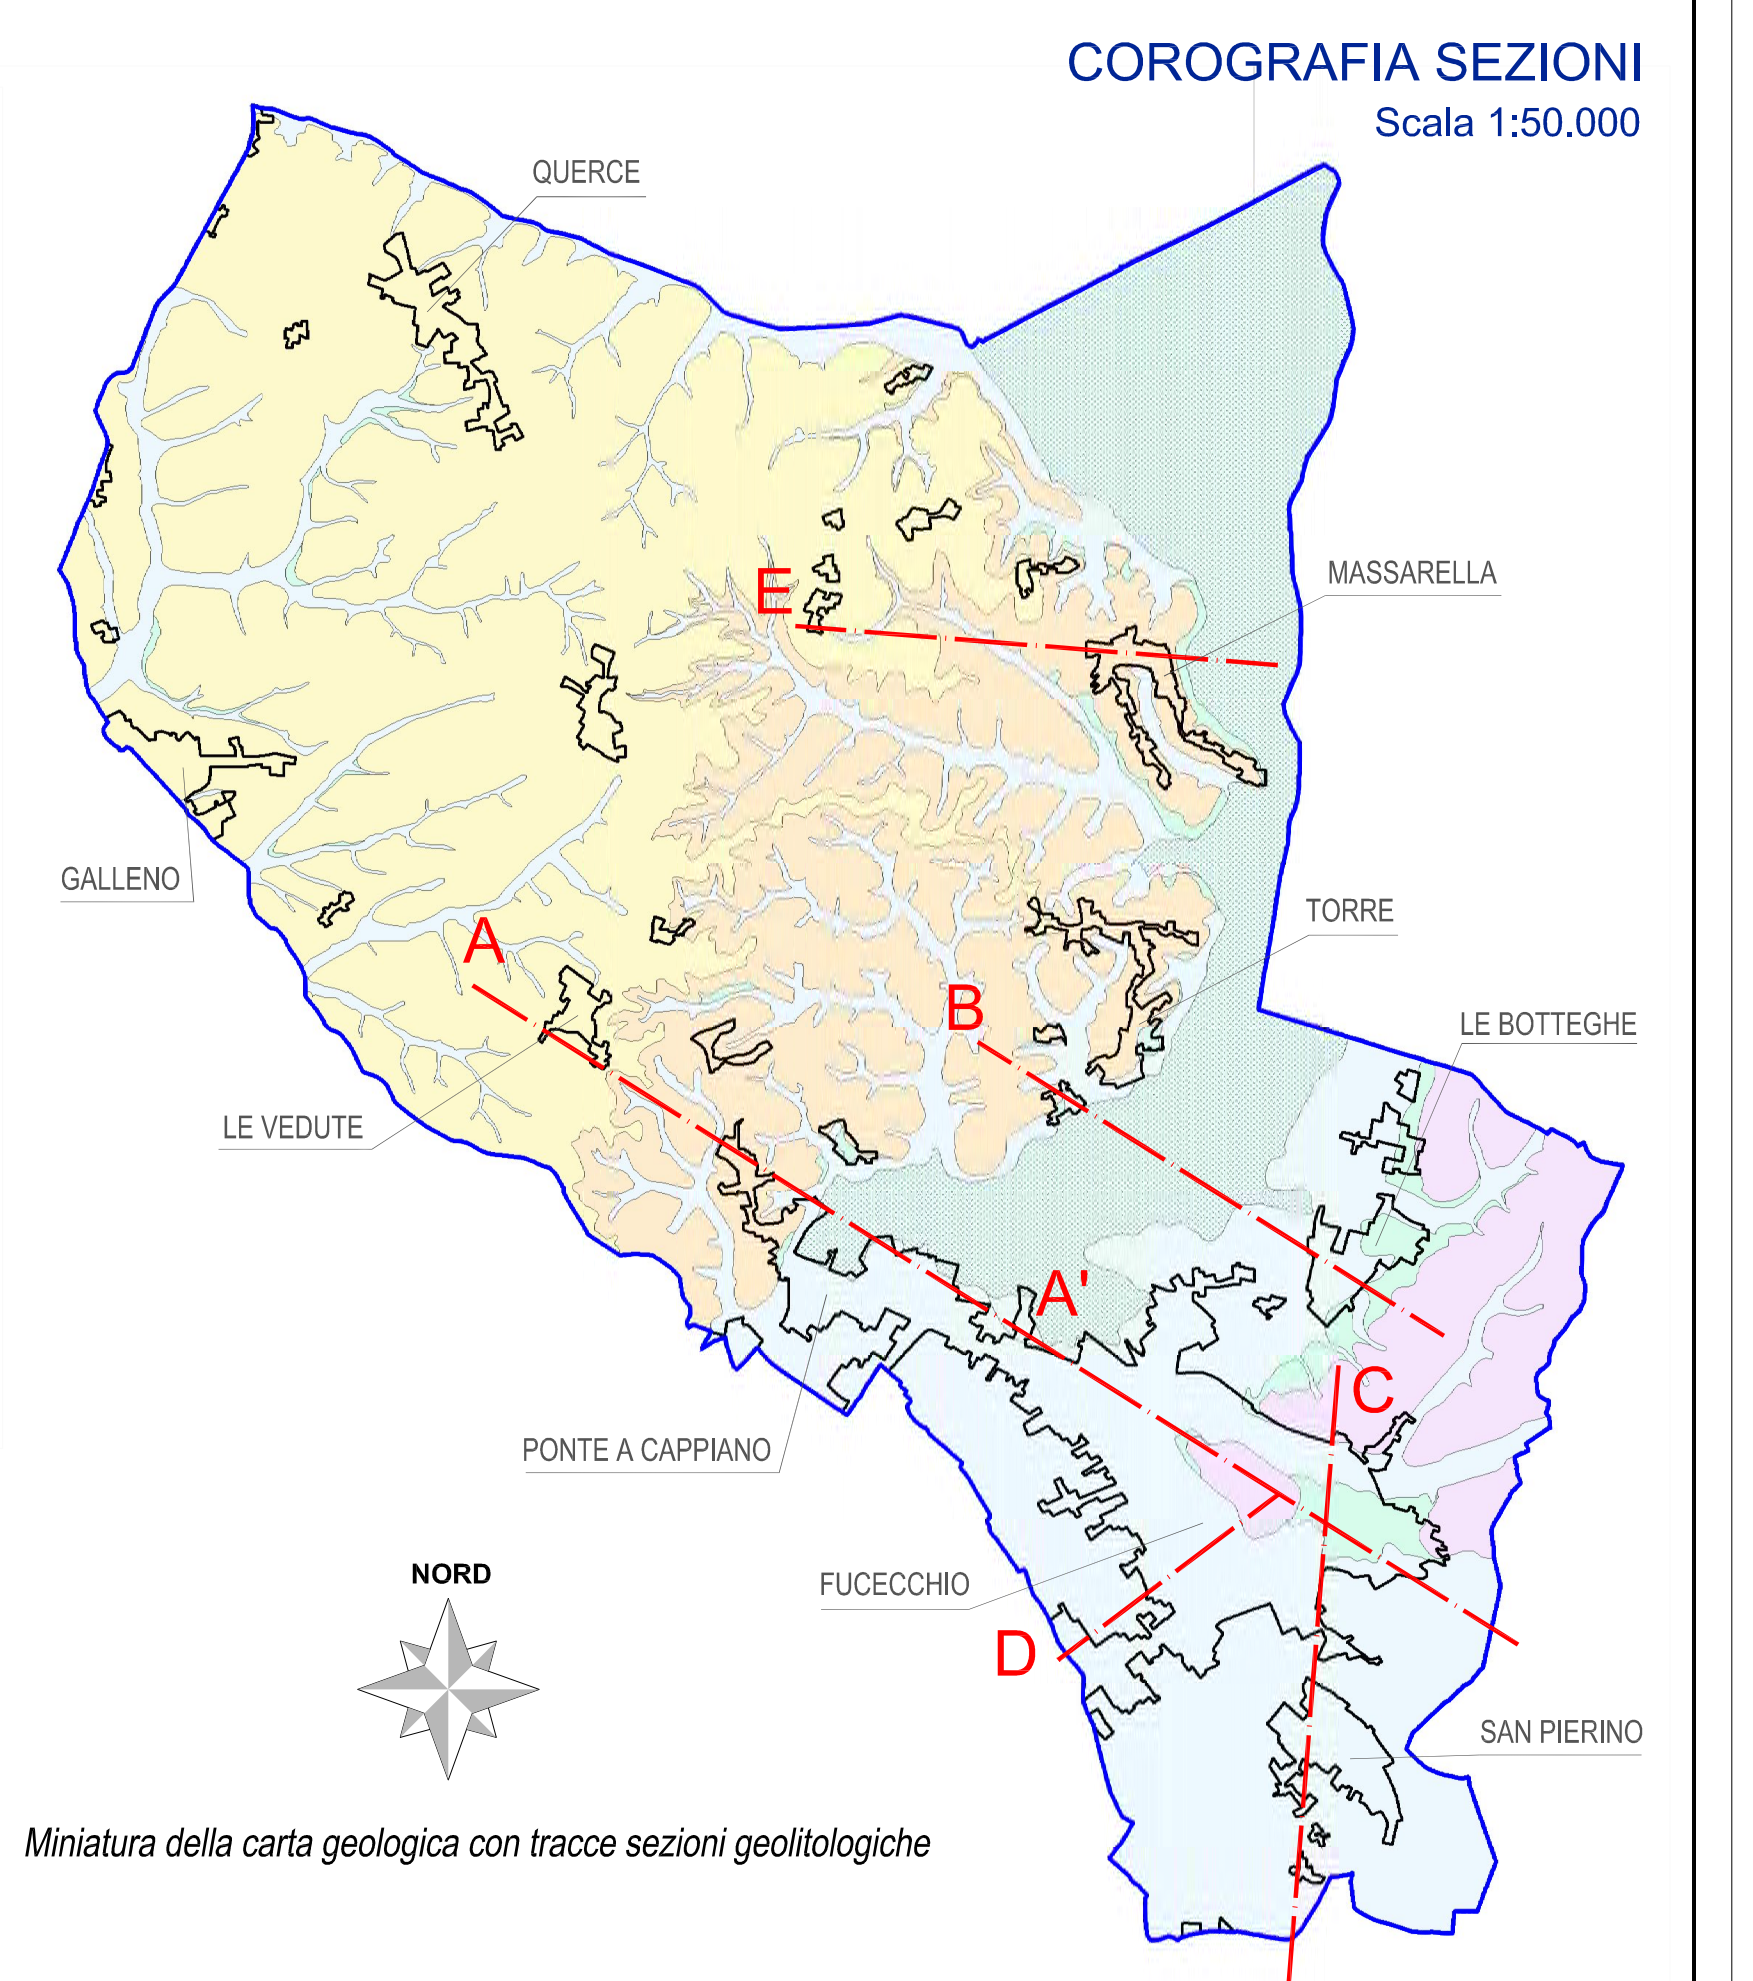 COROGRAFIA SEZIONI
Scala 1:50.000
QUERCE
MASSARELLA
E
GALLENO
TORRE
A
B
LE BOTTEGHE
LE VEDUTE
A'
C
PONTE A CAPPIANO
NORD
FUCECCHIO
D
SAN PIERINO
Miniatura della carta geologica con tracce sezioni geolitologiche